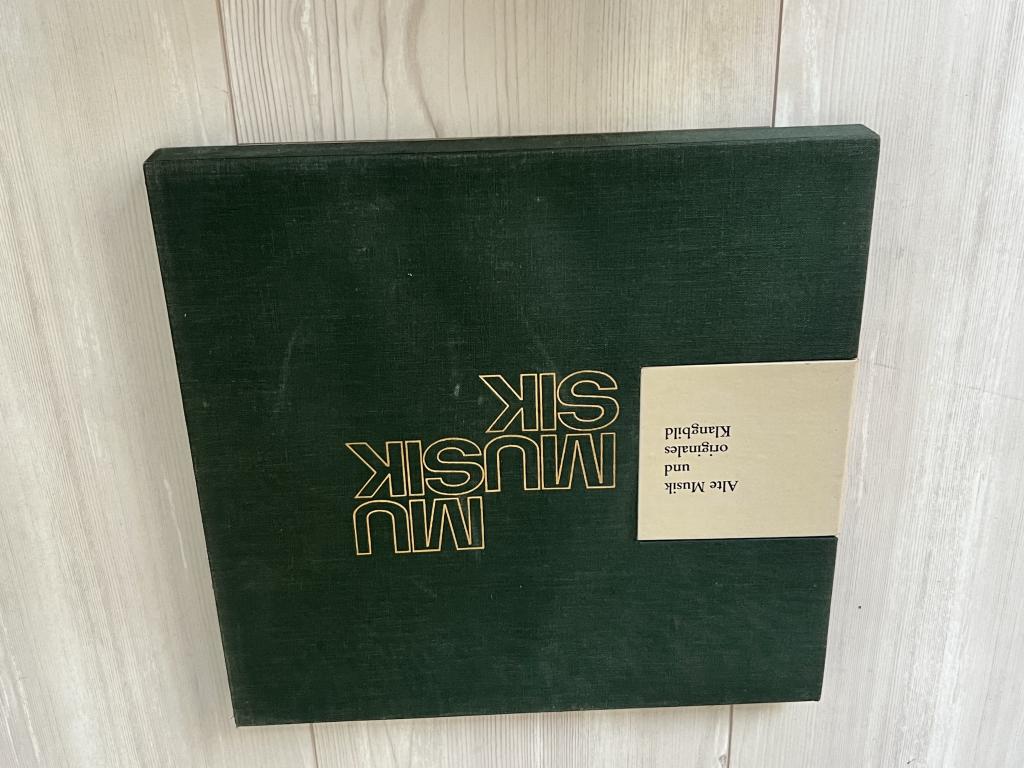 MU
MUSIK
SIK
Alte Musik
und
originales
Klangbild